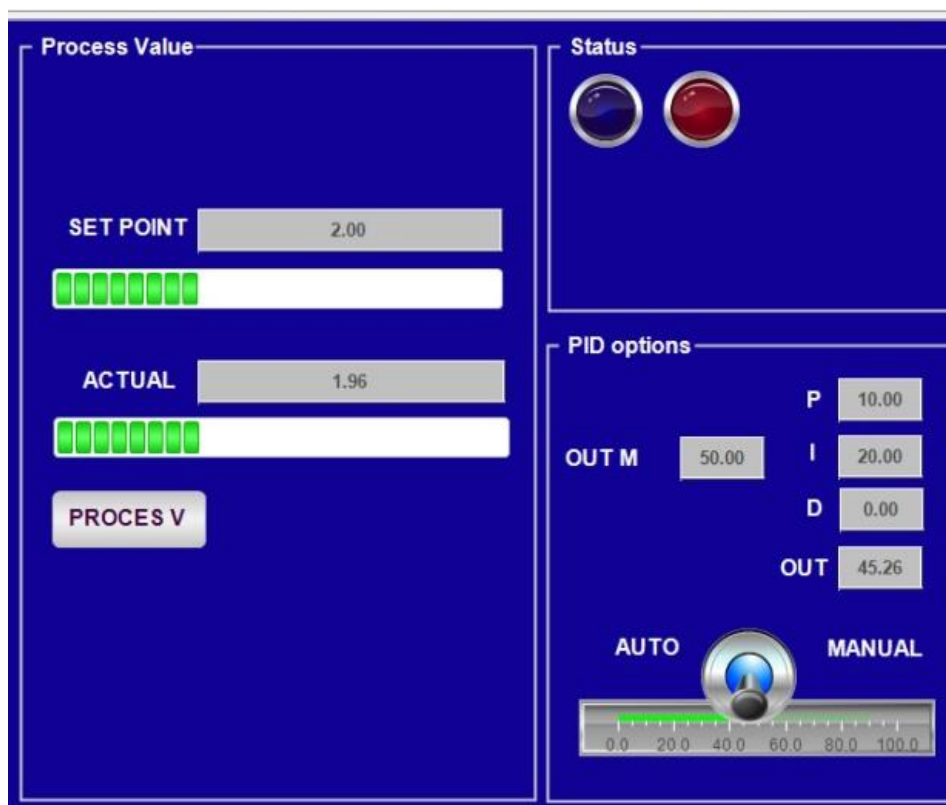 Process Value
SET POINT 2.00
ACTUAL 1.96
PROCES V
Status
PID options
P 10.00
OUT M 50.00 I 20.00
D 0.00
OUT 45.26
AUTO MANUAL
0.0 20.0 40.0 60.0 80.0 100.0